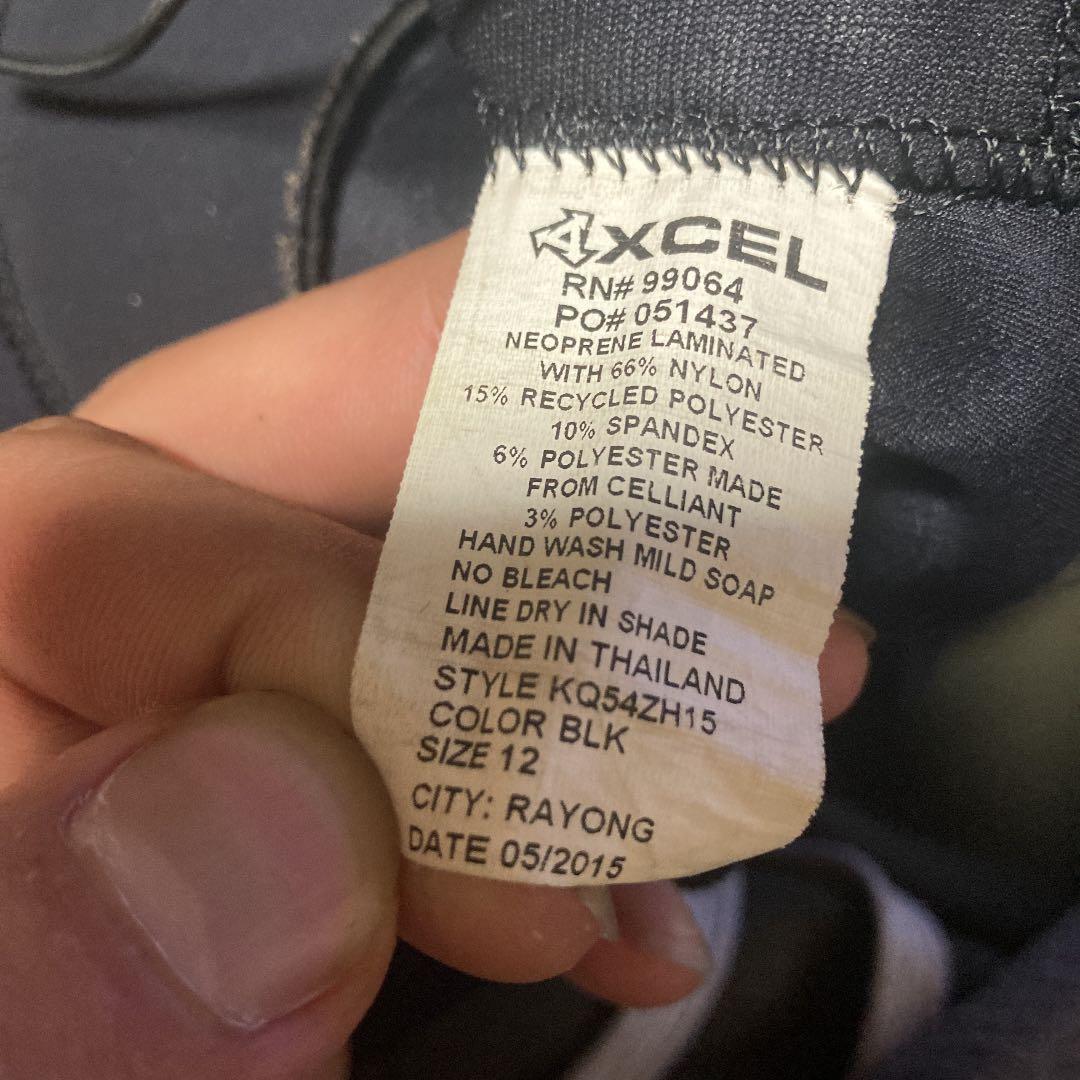 XCEL
RN# 99064
PO# 051437
NEOPRENE LAMINATED
WITH 66% NYLON
15% RECYCLED POLYESTER
10% SPANDEX
6% POLYESTER MADE
FROM CELLIANT
3% POLYESTER
HAND WASH MILD SOAP
NO BLEACH
LINE DRY IN SHADE
MADE IN THAILAND
STYLE KQ54ZH15
COLOR BLK
SIZE 12
CITY: RAYONG
DATE 05/2015